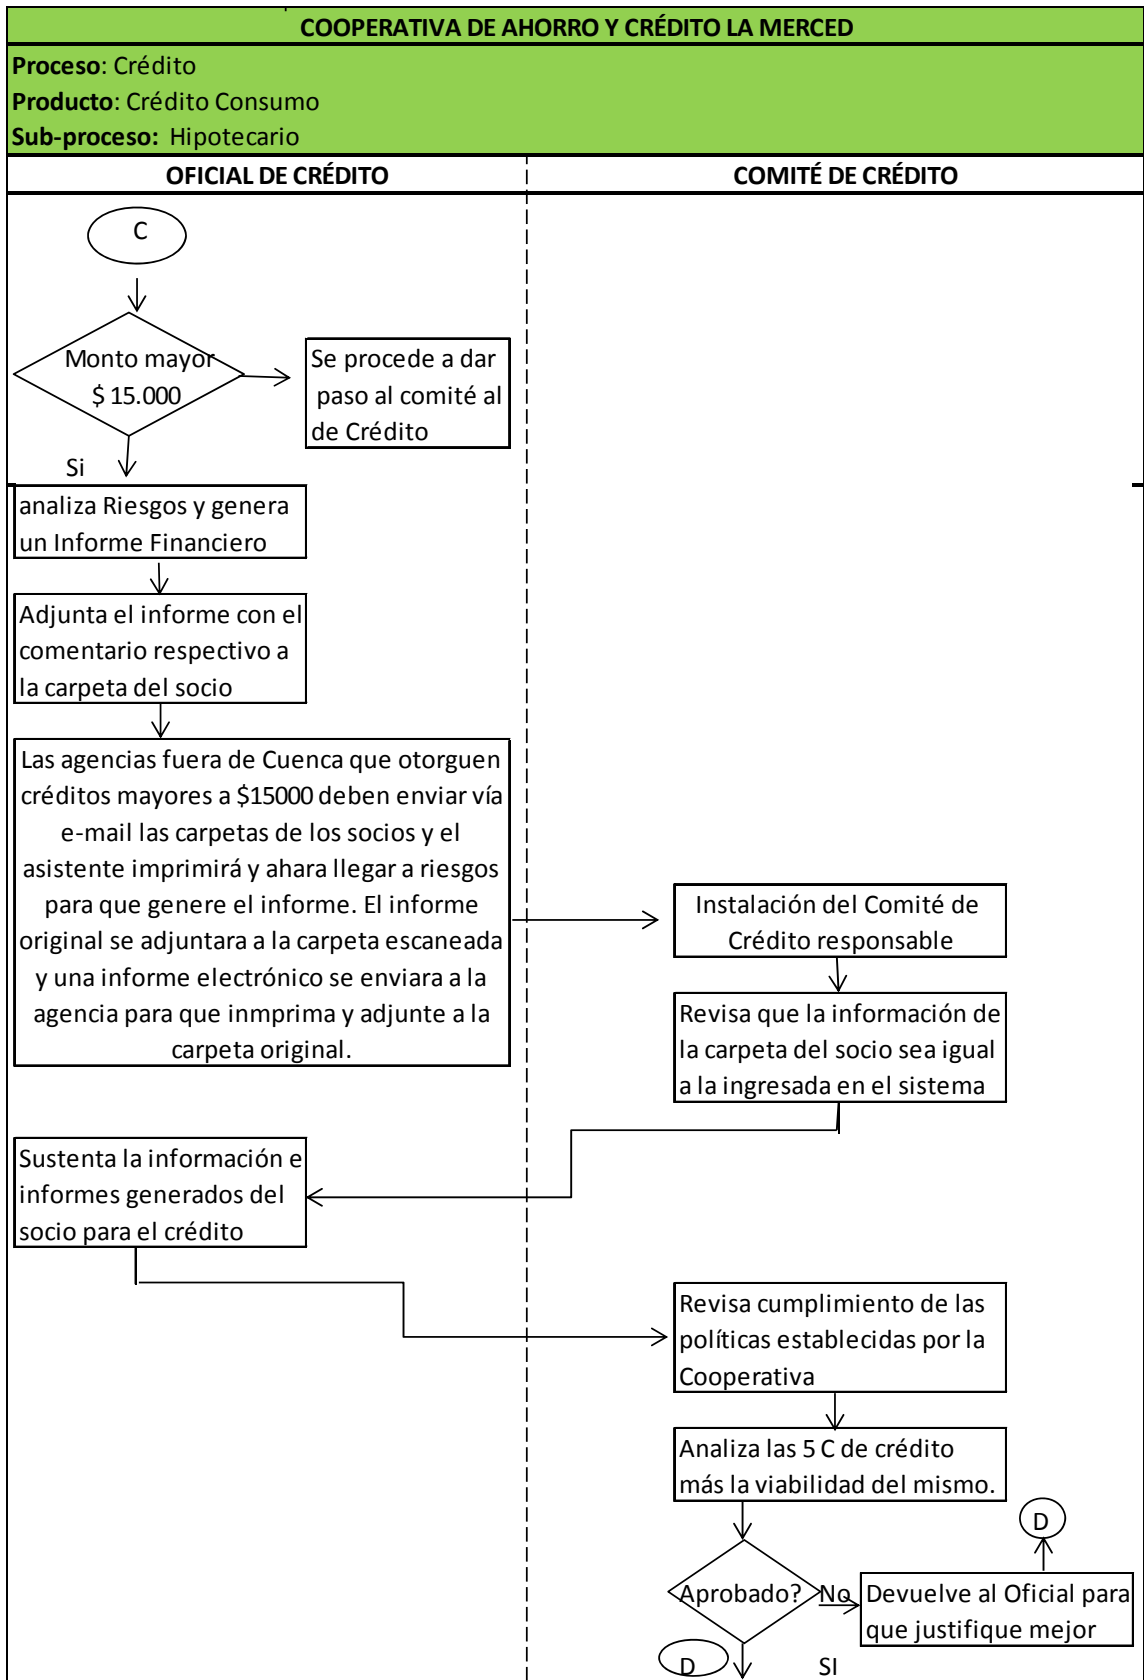 COOPERATIVA DE AHORRO Y CRÉDITO LA MERCED
Proceso: Crédito
Producto: Crédito Consumo
Sub-proceso: Hipotecario
OFICIAL DE CRÉDITO
COMITÉ DE CRÉDITO
C
Monto mayor
$ 15.000
Se procede a dar
paso al comité al
de Crédito
Si
analiza Riesgos y genera
un Informe Financiero
Adjunta el informe con el
comentario respectivo a
la carpeta del socio
Las agencias fuera de Cuenca que otorguen
créditos mayores a $15000 deben enviar vía
e-mail las carpetas de los socios y el
asistente imprimirá y ahara llegar a riesgos
para que genere el informe. El informe
original se adjuntara a la carpeta escaneada
y una informe electrónico se enviara a la
agencia para que inmprima y adjunte a la
carpeta original.
Instalación del Comité de
Crédito responsable
Revisa que la información de
la carpeta del socio sea igual
a la ingresada en el sistema
Sustenta la información e
informes generados del
socio para el crédito
Revisa cumplimiento de las
políticas establecidas por la
Cooperativa
Analiza las 5 C de crédito
más la viabilidad del mismo.
D
Aprobado?
No
Devuelve al Oficial para
que justifique mejor
D
SI